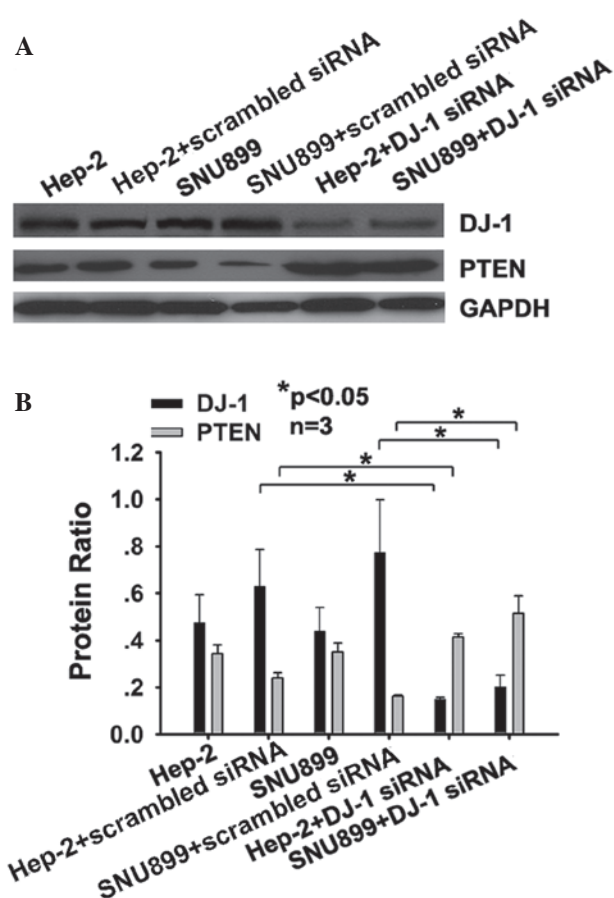 A
Hep-2
Hep-2+scrambled siRNA
SNU899
SNU899+scrambled siRNA
Hep-2+DJ-1 siRNA
SNU899+DJ-1 siRNA
DJ-1
PTEN
GAPDH
B
DJ-1
PTEN
*p<0.05
n=3
* *
* *
Protein Ratio
1.2
1.0
.8
.6
.4
.2
0.0
Hep-2
Hep-2+scrambled siRNA
SNU899
SNU899+scrambled siRNA
Hep-2+DJ-1 siRNA
SNU899+DJ-1 siRNA